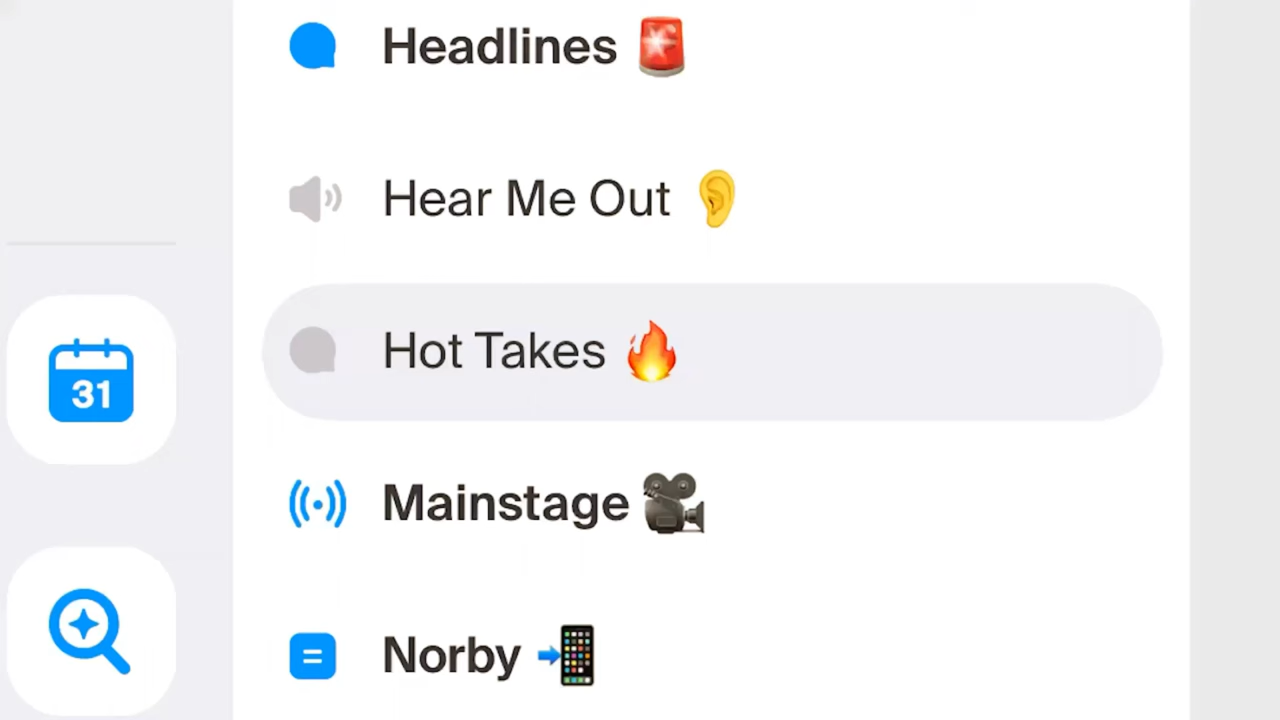 Headlines 🚨
Hear Me Out 👂
Hot Takes 🔥
31
Mainstage 🎥
Norby 📲